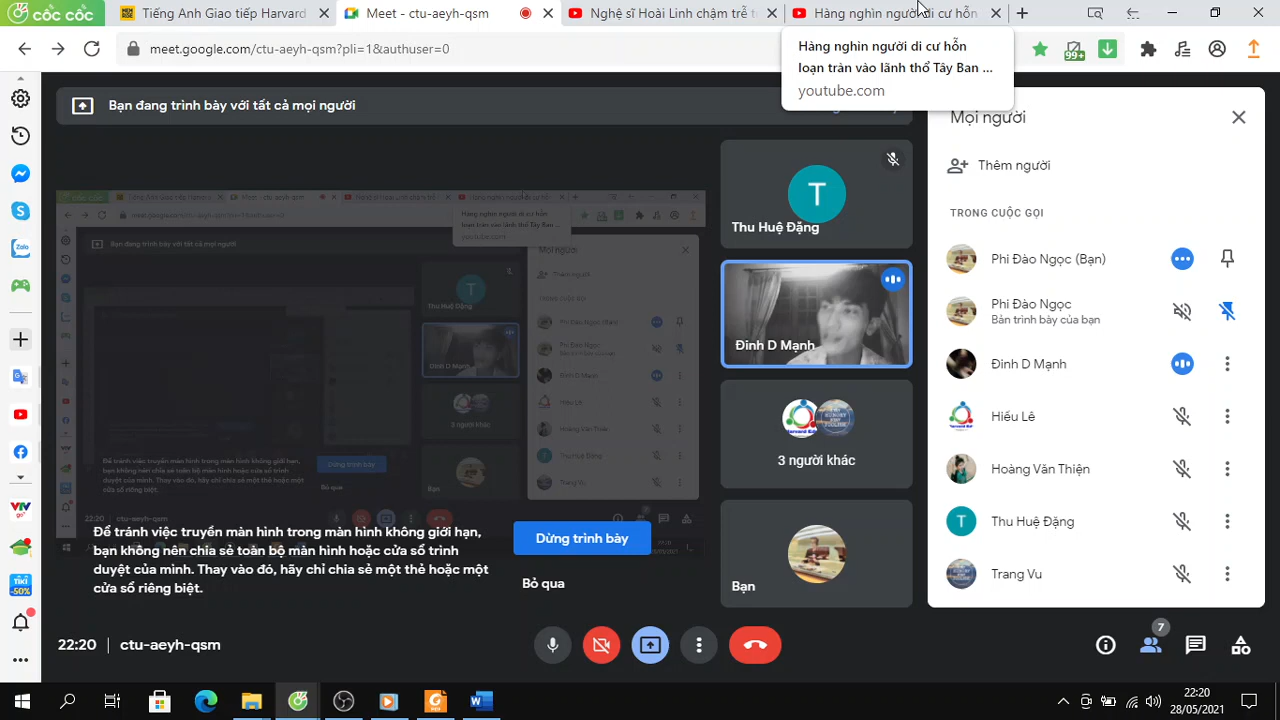 CỐC CỐC
Tiếng Anh Giao tiếp Harvard
Meet - ctu-aeyh-qsm
Nghệ sĩ Hoài Linh chậm trễ t
Hàng nghìn người di cư hỗn
meet.google.com/ctu-aeyh-qsm?pli=1&authuser=0
99+
Hàng nghìn người di cư hỗn
loạn tràn vào lãnh thổ Tây Ban ...
youtube.com
Bạn đang trình bày với tất cả mọi người
Mọi người
Thêm người
TRONG CUỘC GỌI
Phi Đào Ngọc (Bạn)
Phi Đào Ngọc
Bản trình bày của bạn
Đinh D Mạnh
Hiếu Lê
Hoàng Văn Thiện
T
Thu Huệ Đặng
Trang Vu
T
Thu Huệ Đặng
Đinh D Mạnh
3 người khác
Bạn
Để tránh việc truyền màn hình trong màn hình không giới hạn,
bạn không nên chia sẻ toàn bộ màn hình hoặc cửa sổ trình
duyệt của mình. Thay vào đó, hãy chỉ chia sẻ một thẻ hoặc một
cửa sổ riêng biệt.
Dừng trình bày
Bỏ qua
22:20 | ctu-aeyh-qsm
7
Zalo
VTV
go
TIKI
-50%
22:20
28/05/2021